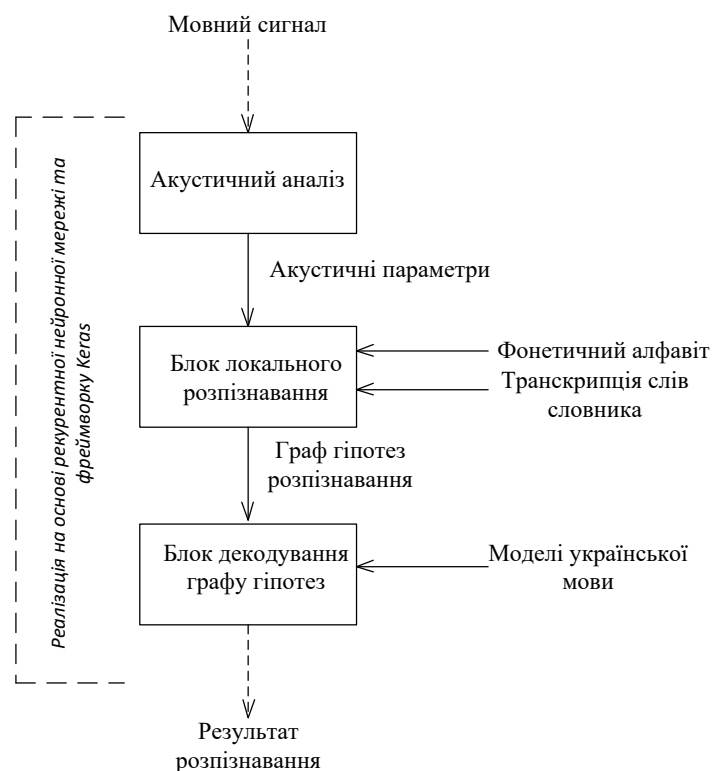 Мовний сигнал
Реалізація на основі рекурентної нейронної мережі та
фреймворку Keras
Акустичний аналіз
Акустичні параметри
Блок локального
розпізнавання
Фонетичний алфавіт
Транскрипція слів
словника
Граф гіпотез
розпізнавання
Блок декодування
графу гіпотез
Моделі української
мови
Результат
розпізнавання